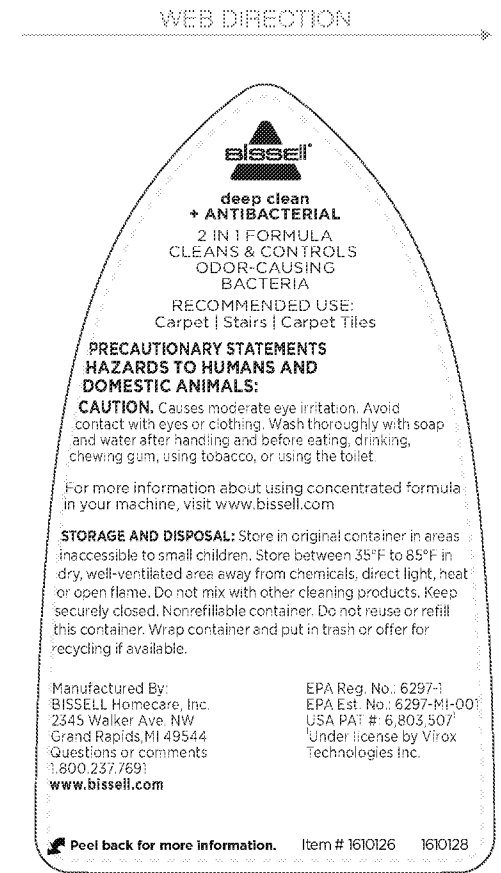 WEB DIRECTION
BISSELL®
deep clean
+ ANTIBACTERIAL
2 IN 1 FORMULA
CLEANS & CONTROLS
ODOR-CAUSING
BACTERIA
RECOMMENDED USE:
Carpet | Stairs | Carpet Tiles
PRECAUTIONARY STATEMENTS
HAZARDS TO HUMANS AND
DOMESTIC ANIMALS:
CAUTION. Causes moderate eye irritation. Avoid
contact with eyes or clothing. Wash thoroughly with soap
and water after handling and before eating, drinking,
chewing gum, using tobacco, or using the toilet.
For more information about using concentrated formula
in your machine, visit www.bissell.com
STORAGE AND DISPOSAL: Store in original container in areas
inaccessible to small children. Store between 35°F to 85°F in
dry, well-ventilated area away from chemicals, direct light, heat
or open flame. Do not mix with other cleaning products. Keep
securely closed. Nonrefillable container. Do not reuse or refill
this container. Wrap container and put in trash or offer for
recycling if available.
Manufactured By:
BISSELL Homecare, Inc.
2345 Walker Ave. NW
Grand Rapids,MI 49544
Questions or comments
1.800.237.7691
www.bissell.com
EPA Reg. No.: 6297-1
EPA Est. No.: 6297-MI-001
USA PAT #: 6,803,507¹
¹Under license by Virox
Technologies Inc.
Peel back for more information. Item # 1610126 1610128